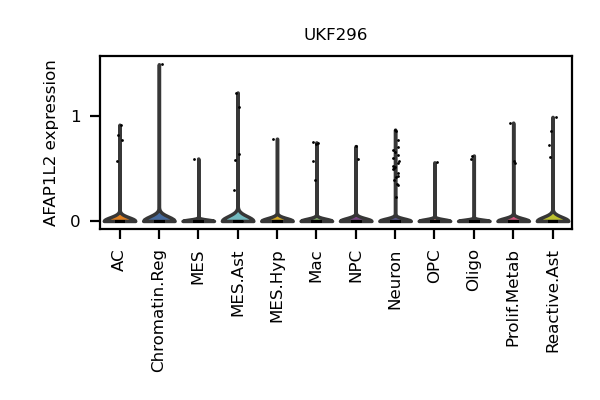 UKF296
AFAP1L2 expression
1
0
AC
Chromatin.Reg
MES
MES.Ast
MES.Hyp
Mac
NPC
Neuron
OPC
Oligo
Prolif.Metab
Reactive.Ast